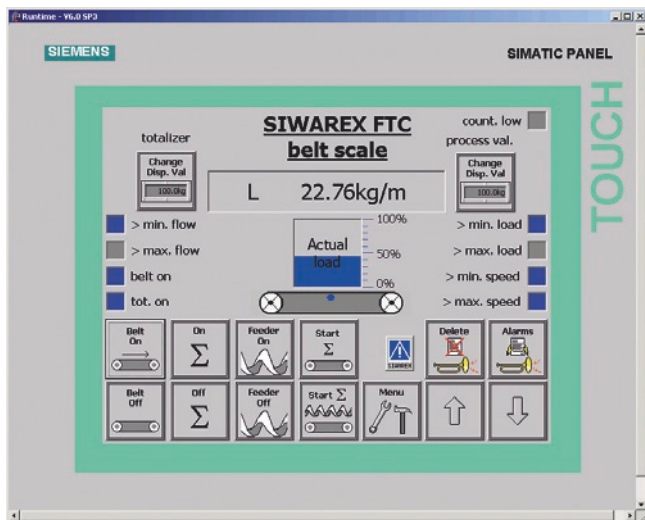 Runtime - V6.0 SP3
SIEMENS
SIMATIC PANEL
TOUCH
SIWAREX FTC
belt scale
count. low
totalizer
process val.
Change
Disp. Val
100.0kg
Change
Disp. Val
100.0kg
L 22.76kg/m
> min. flow
> max. flow
belt on
tot. on
Actual
load
100%
50%
0%
> min. load
> max. load
> min. speed
> max. speed
Belt
On
On
Σ
Feeder
On
Start
Σ
SIWAREX
Delete
Alarms
Belt
Off
Off
Σ
Feeder
Off
Start Σ
Menu